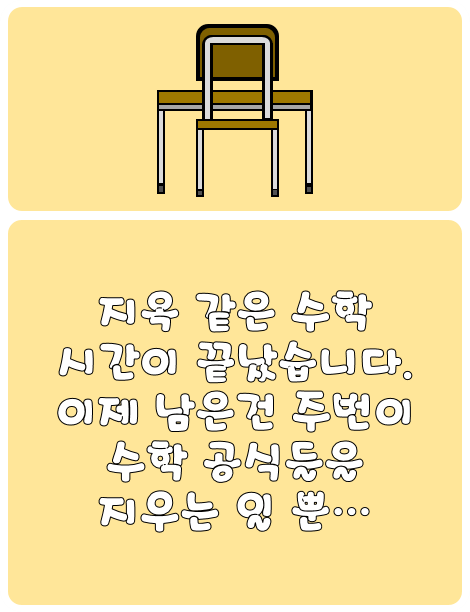 지옥 같은 수학
시간이 끝났습니다.
이제 남은건 주번이
수학 공식들을
지우는 일 뿐…